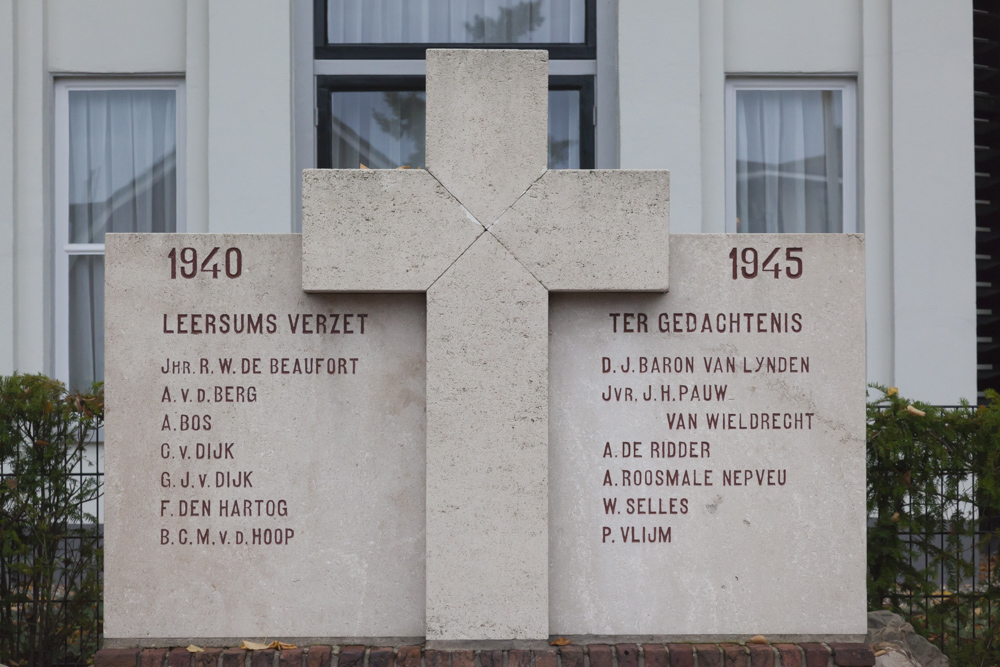 1940
LEERSUMS VERZET
JHR. R. W. DE BEAUFORT
A. v. D. BERG
A. BOS
C. v. DIJK
G. J. v. DIJK
F. DEN HARTOG
B. C. M. v. D. HOOP
1945
TER GEDACHTENIS
D. J. BARON VAN LYNDEN
JVR. J. H. PAUW
VAN WIELDRECHT
A. DE RIDDER
A. ROOSMALE NEPVEU
W. SELLES
P. VLIJM